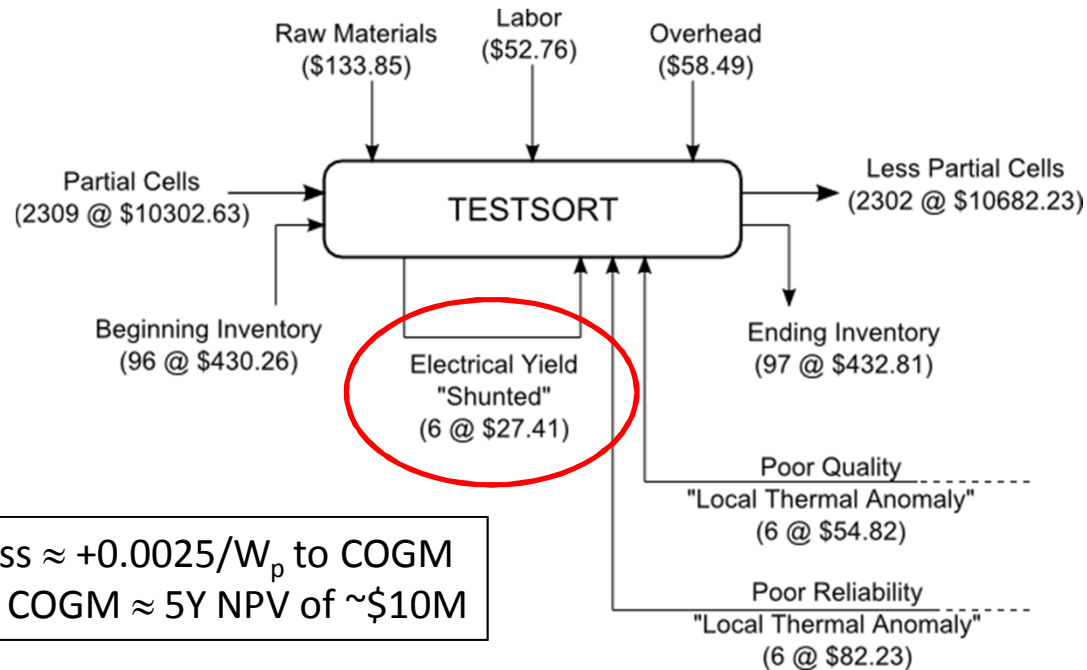 Raw Materials
($133.85)
Labor
($52.76)
Overhead
($58.49)
Partial Cells
(2309 @ $10302.63)
TESTSORT
Less Partial Cells
(2302 @ $10682.23)
Beginning Inventory
(96 @ $430.26)
Electrical Yield
"Shunted"
(6 @ $27.41)
Ending Inventory
(97 @ $432.81)
Poor Quality
"Local Thermal Anomaly"
(6 @ $54.82)
Poor Reliability
"Local Thermal Anomaly"
(6 @ $82.23)
ss ≈ +0.0025/Wp to COGM
COGM ≈ 5Y NPV of ~$10M